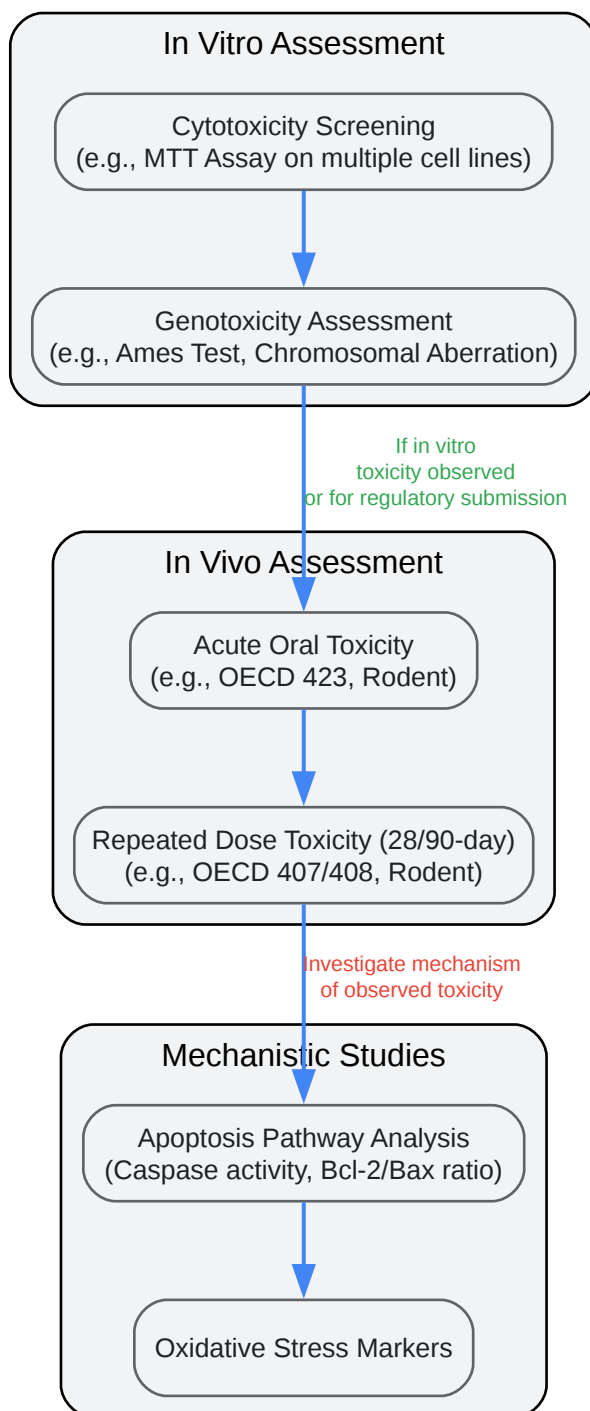 In Vitro Assessment
Cytotoxicity Screening
(e.g., MTT Assay on multiple cell lines)
Genotoxicity Assessment
(e.g., Ames Test, Chromosomal Aberration)
If in vitro
toxicity observed
or for regulatory submission
In Vivo Assessment
Acute Oral Toxicity
(e.g., OECD 423, Rodent)
Repeated Dose Toxicity (28/90-day)
(e.g., OECD 407/408, Rodent)
Investigate mechanism
of observed toxicity
Mechanistic Studies
Apoptosis Pathway Analysis
(Caspase activity, Bcl-2/Bax ratio)
Oxidative Stress Markers